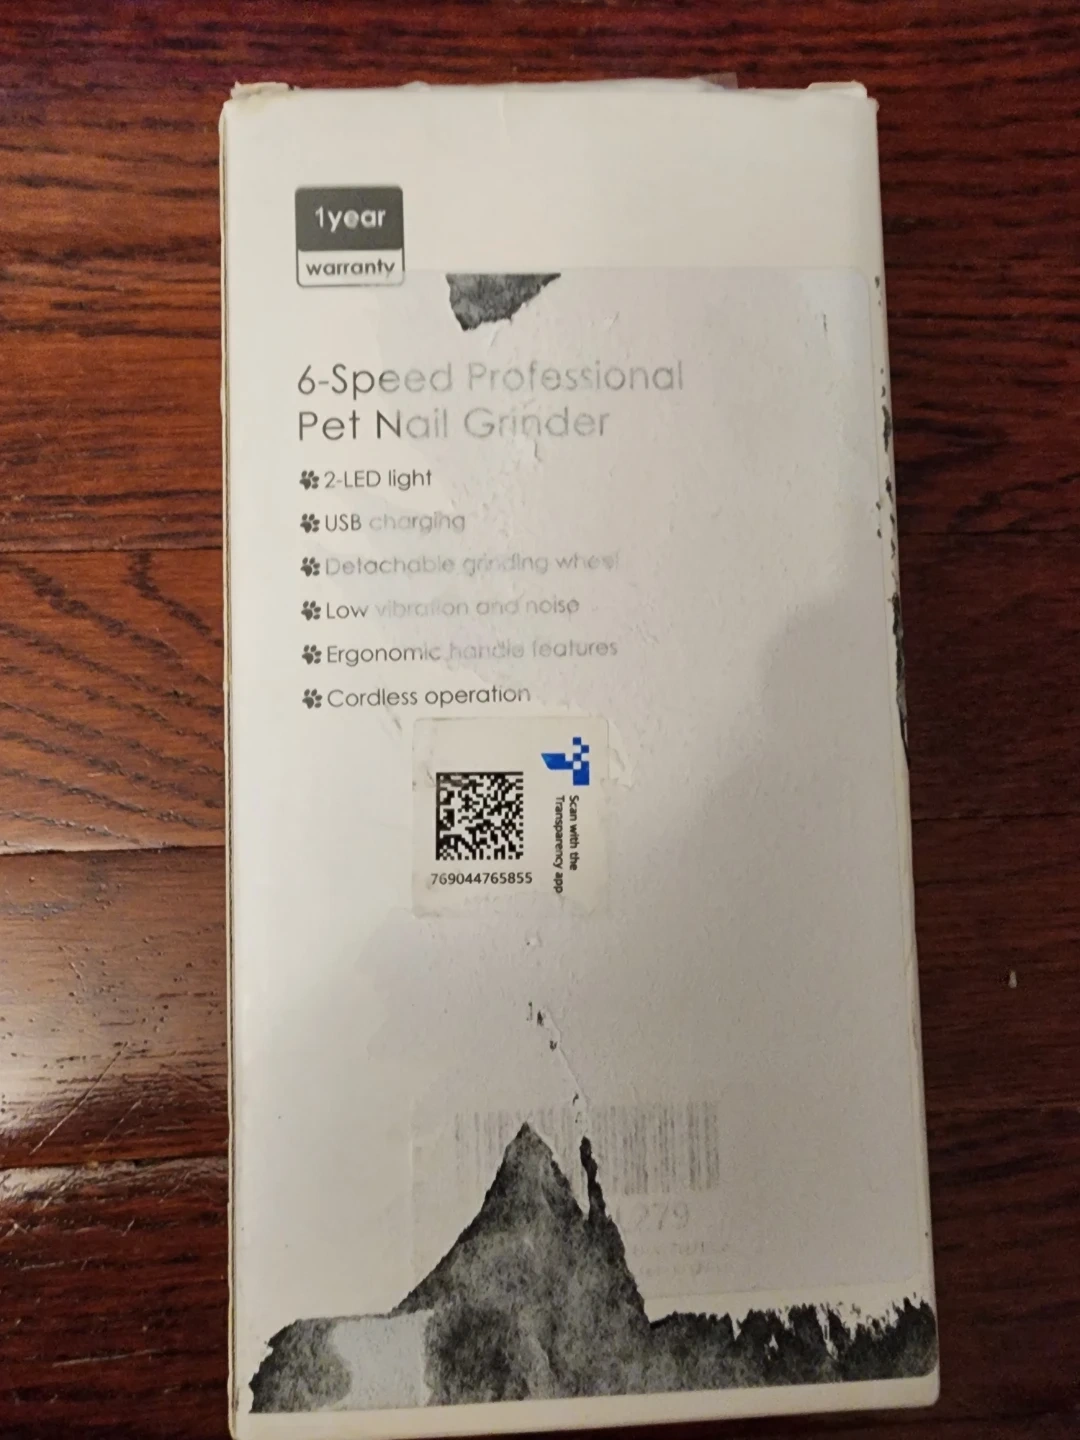 1year
warranty
6-Speed Professional
Pet Nail Grinder
2-LED light
USB charging
Detachable grinding wheel
Low vibration and noise
Ergonomic handle features
Cordless operation
Scan with the
Transparency app
769044765855
279